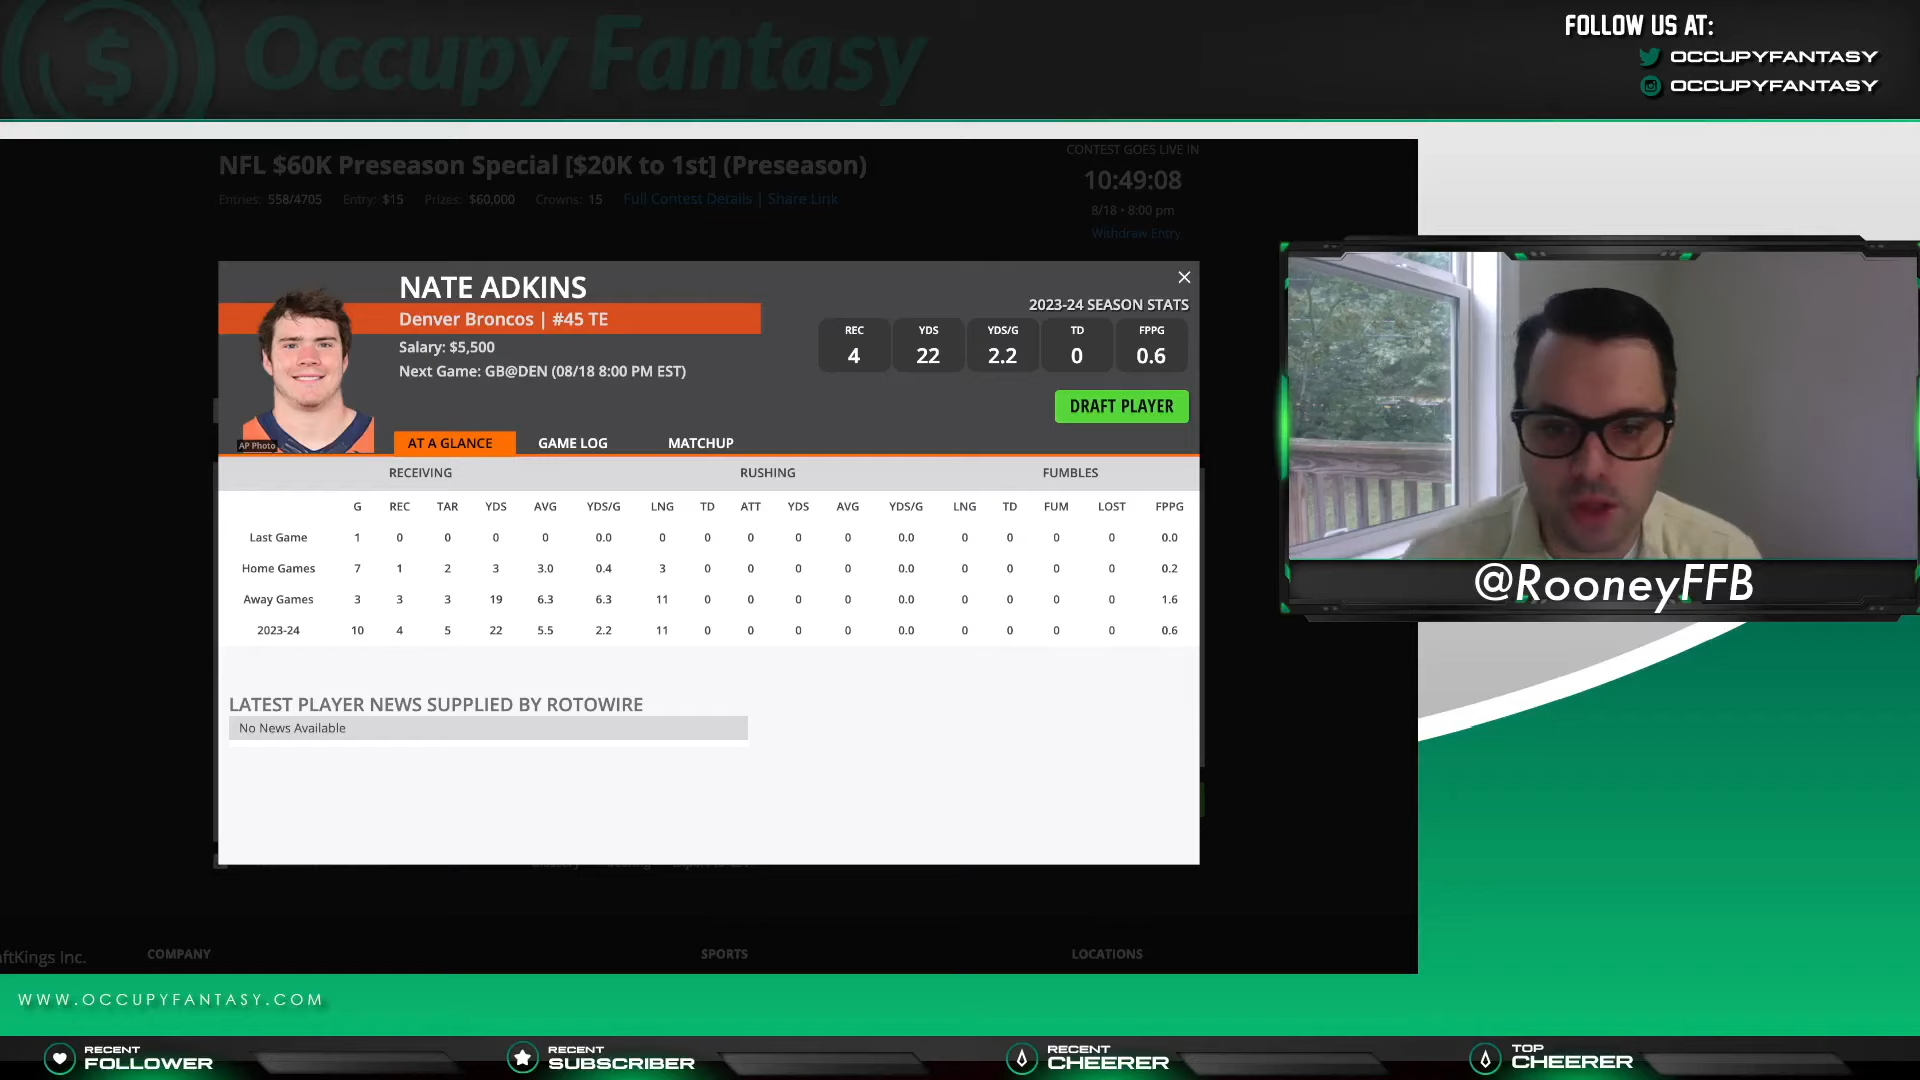 Occupy Fantasy
FOLLOW US AT:
OCCUPYFANTASY
OCCUPYFANTASY
NFL $60K Preseason Special [$20K to 1st] (Preseason)
Entries: 558/4705 Entry: $15 Prizes: $60,000 Crowns: 15 Full Contest Details | Share Link
CONTEST GOES LIVE IN
10:49:08
8/18 • 8:00 pm
Withdraw Entry
NATE ADKINS
Denver Broncos | #45 TE
Salary: $5,500
Next Game: GB@DEN (08/18 8:00 PM EST)
AP Photo
2023-24 SEASON STATS
REC YDS YDS/G TD FPPG
4 22 2.2 0 0.6
DRAFT PLAYER
AT A GLANCE GAME LOG MATCHUP
RECEIVING RUSHING FUMBLES
G REC TAR YDS AVG YDS/G LNG TD ATT YDS AVG YDS/G LNG TD FUM LOST FPPG
Last Game 1 0 0 0 0 0.0 0 0 0 0 0 0.0 0 0 0 0 0.0
Home Games 7 1 2 3 3.0 0.4 3 0 0 0 0 0.0 0 0 0 0 0.2
Away Games 3 3 3 19 6.3 6.3 11 0 0 0 0 0.0 0 0 0 0 1.6
2023-24 10 4 5 22 5.5 2.2 11 0 0 0 0 0.0 0 0 0 0 0.6
LATEST PLAYER NEWS SUPPLIED BY ROTOWIRE
No News Available
@RooneyFFB
ftKings Inc. COMPANY SPORTS LOCATIONS
WWW.OCCUPYFANTASY.COM
RECENT FOLLOWER
RECENT SUBSCRIBER
RECENT CHEERER
TOP CHEERER